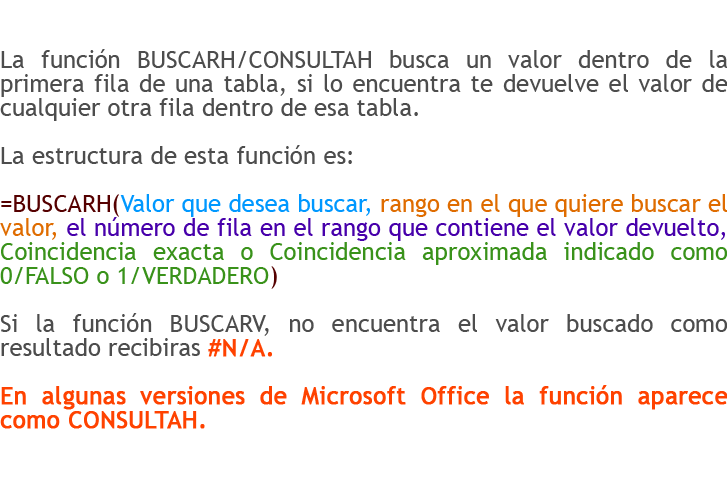 La función BUSCARH/CONSULTAH busca un valor dentro de la
primera fila de una tabla, si lo encuentra te devuelve el valor de
cualquier otra fila dentro de esa tabla.
La estructura de esta función es:
=BUSCARH(Valor que desea buscar, rango en el que quiere buscar el
valor, el número de fila en el rango que contiene el valor devuelto,
Coincidencia exacta o Coincidencia aproximada indicado como
0/FALSO o 1/VERDADERO)
Si la función BUSCARV, no encuentra el valor buscado como
resultado recibiras #N/A.
En algunas versiones de Microsoft Office la función aparece
como CONSULTAH.